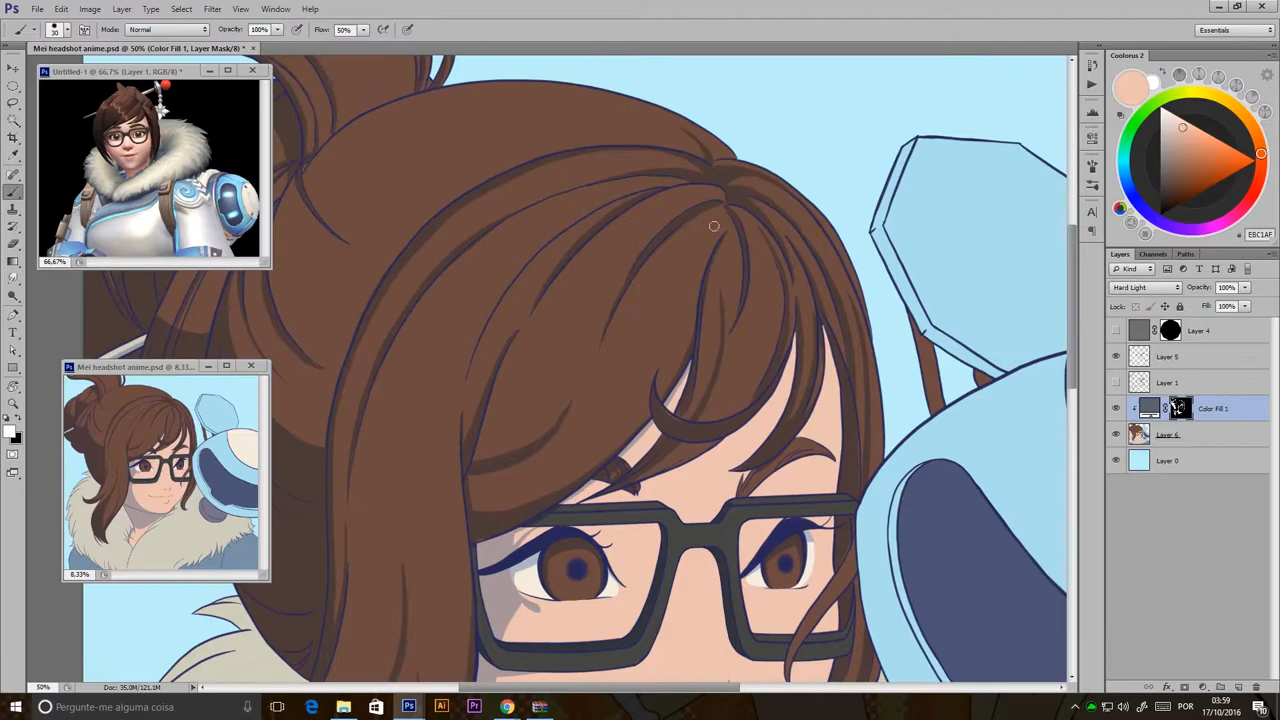 Ps File Edit Image Layer Type Select Filter 3D View Window Help
30 Mode: Normal Opacity: 100% Flow: 50% Essentials
Mei headshot anime.psd @ 50% (Color Fill 1, Layer Mask/8) * ×
Untitled-1 @ 66,7% (Layer 1, RGB/8) *
66,67%
Mei headshot anime.psd @ 8,33%...
8,33%
Coolorus 2
EBC1AF
Layers Channels Paths
Kind
Hard Light Opacity: 100%
Lock: Fill: 100%
Layer 4
Layer 5
Layer 1
Color Fill 1
Layer 6
Layer 0
50% Doc: 35,0M/121,1M
Pergunte-me alguma coisa
POR
03:59
17/10/2016